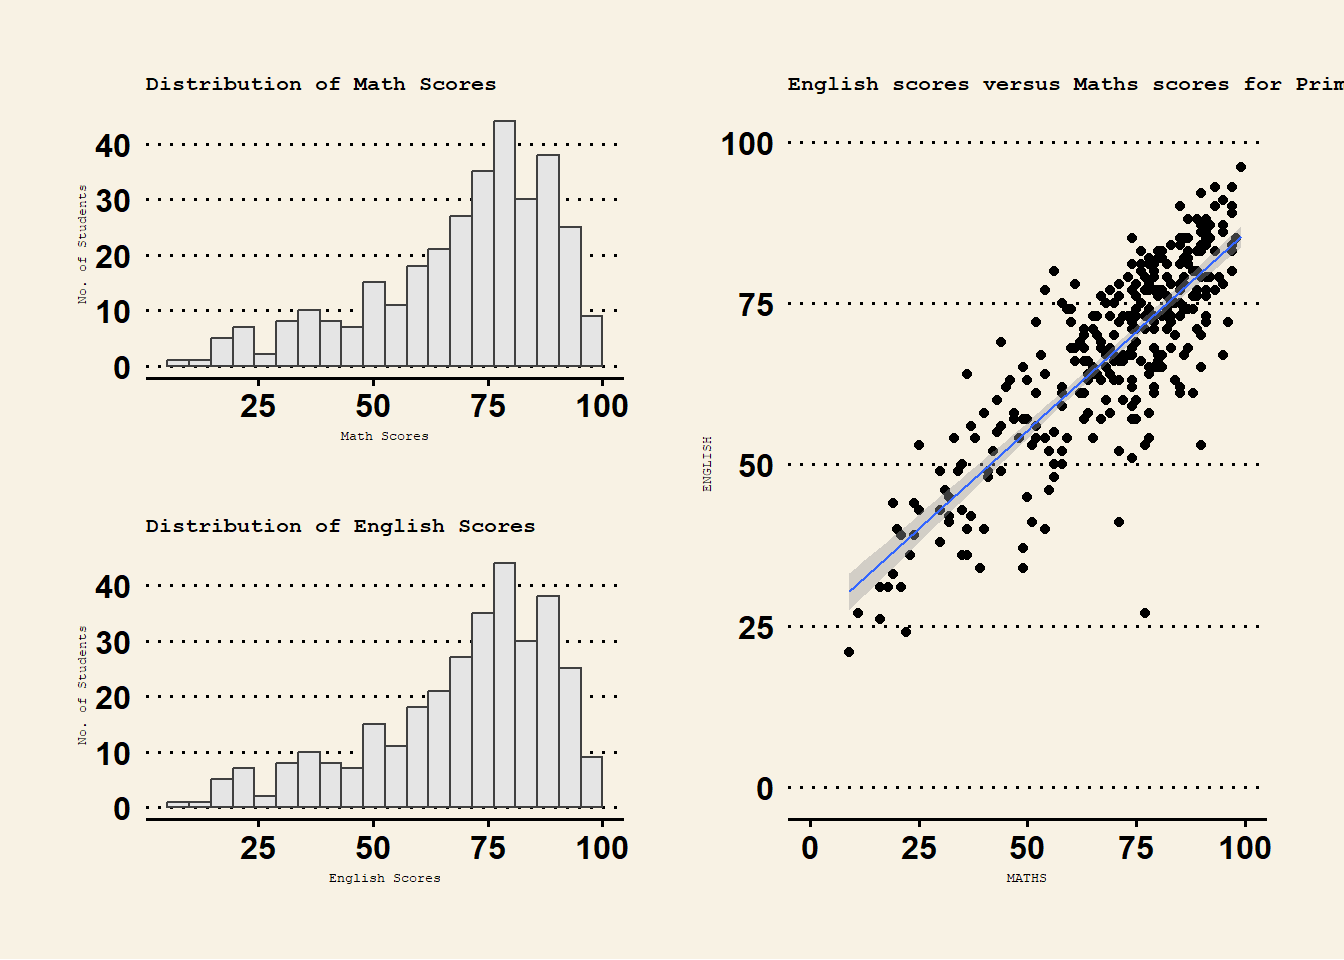 Distribution of Math Scores
No. of Students
40
30
20
10
0
25 50 75 100
Math Scores
Distribution of English Scores
No. of Students
40
30
20
10
0
25 50 75 100
English Scores
English scores versus Maths scores for Prim
ENGLISH
100
75
50
25
0
0 25 50 75 100
MATHS